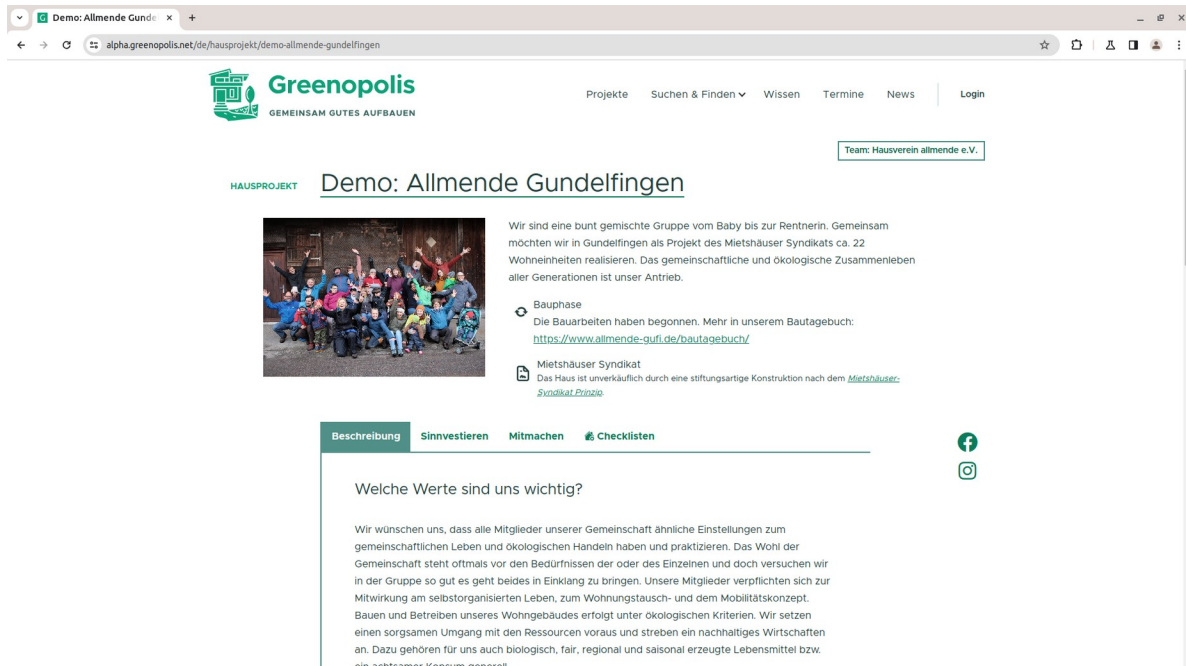 Demo: Allmende Gunde
alpha.greenopolis.net/de/hausprojekt/demo-allmende-gundelfingen
Greenopolis
GEMEINSAM GUTES AUFBAUEN
Projekte Suchen & Finden Wissen Termine News Login
Team: Hausverein allmende e.V.
HAUSPROJEKT Demo: Allmende Gundelfingen
Wir sind eine bunt gemischte Gruppe vom Baby bis zur Rentnerin. Gemeinsam
möchten wir in Gundelfingen als Projekt des Mietshäuser Syndikats ca. 22
Wohneinheiten realisieren. Das gemeinschaftliche und ökologische Zusammenleben
aller Generationen ist unser Antrieb.
Bauphase
Die Bauarbeiten haben begonnen. Mehr in unserem Bautagebuch:
https://www.allmende-gufi.de/bautagebuch/
Mietshäuser Syndikat
Das Haus ist unverkäuflich durch eine stiftungsartige Konstruktion nach dem Mietshäuser-
Syndikat Prinzip.
Beschreibung Sinnvestieren Mitmachen Checklisten
Welche Werte sind uns wichtig?
Wir wünschen uns, dass alle Mitglieder unserer Gemeinschaft ähnliche Einstellungen zum
gemeinschaftlichen Leben und ökologischen Handeln haben und praktizieren. Das Wohl der
Gemeinschaft steht oftmals vor den Bedürfnissen der oder des Einzelnen und doch versuchen wir
in der Gruppe so gut es geht beides in Einklang zu bringen. Unsere Mitglieder verpflichten sich zur
Mitwirkung am selbstorganisierten Leben, zum Wohnungstausch- und dem Mobilitätskonzept.
Bauen und Betreiben unseres Wohngebäudes erfolgt unter ökologischen Kriterien. Wir setzen
einen sorgsamen Umgang mit den Ressourcen voraus und streben ein nachhaltiges Wirtschaften
an. Dazu gehören für uns auch biologisch, fair, regional und saisonal erzeugte Lebensmittel bzw.
ein achtsamer Konsum generell.